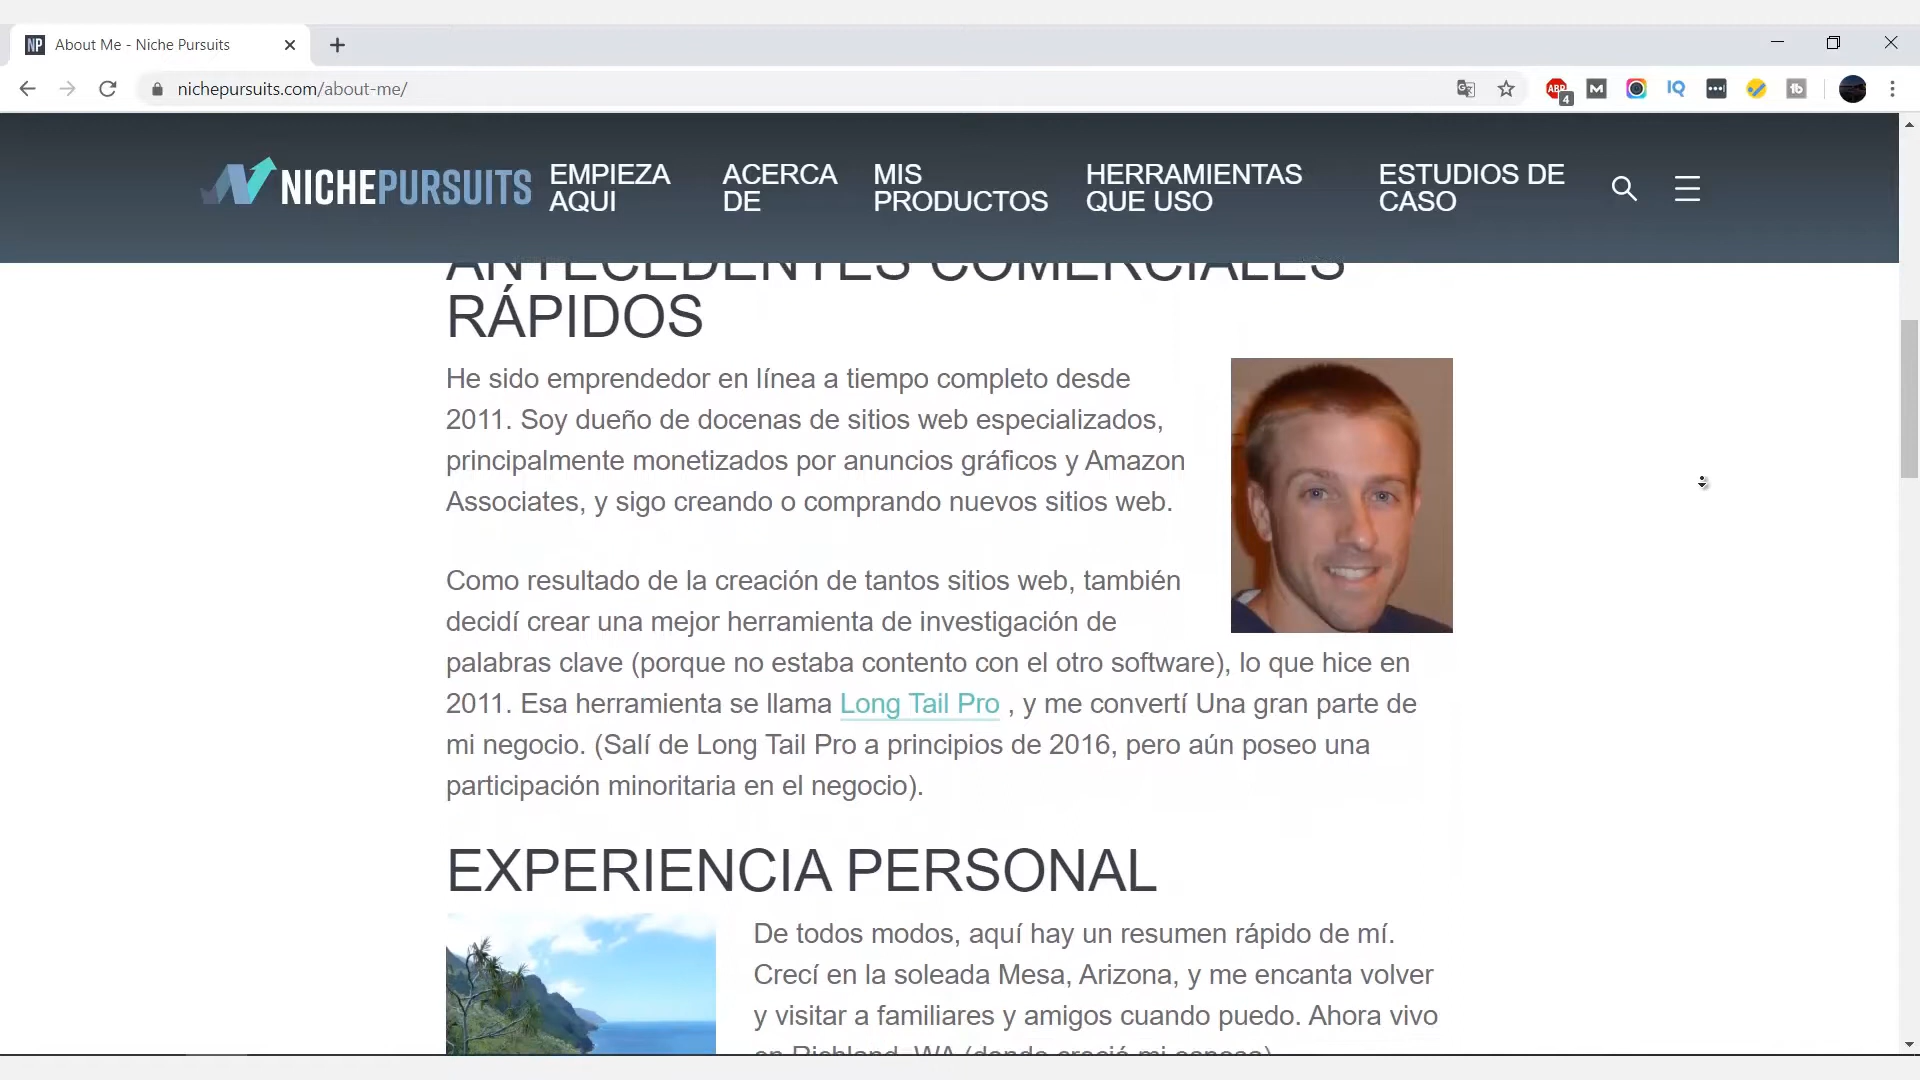 About Me - Niche Pursuits
nichepursuits.com/about-me/
ABP
4
IQ
NICHEPURSUITS
EMPIEZA
AQUI
ACERCA
DE
MIS
PRODUCTOS
HERRAMIENTAS
QUE USO
ESTUDIOS DE
CASO
ANTECEDENTES COMERCIALES
RÁPIDOS
He sido emprendedor en línea a tiempo completo desde
2011. Soy dueño de docenas de sitios web especializados,
principalmente monetizados por anuncios gráficos y Amazon
Associates, y sigo creando o comprando nuevos sitios web.
Como resultado de la creación de tantos sitios web, también
decidí crear una mejor herramienta de investigación de
palabras clave (porque no estaba contento con el otro software), lo que hice en
2011. Esa herramienta se llama Long Tail Pro , y me convertí Una gran parte de
mi negocio. (Salí de Long Tail Pro a principios de 2016, pero aún poseo una
participación minoritaria en el negocio).
EXPERIENCIA PERSONAL
De todos modos, aquí hay un resumen rápido de mí.
Crecí en la soleada Mesa, Arizona, y me encanta volver
y visitar a familiares y amigos cuando puedo. Ahora vivo
en Richland, WA (donde creció mi esposa).